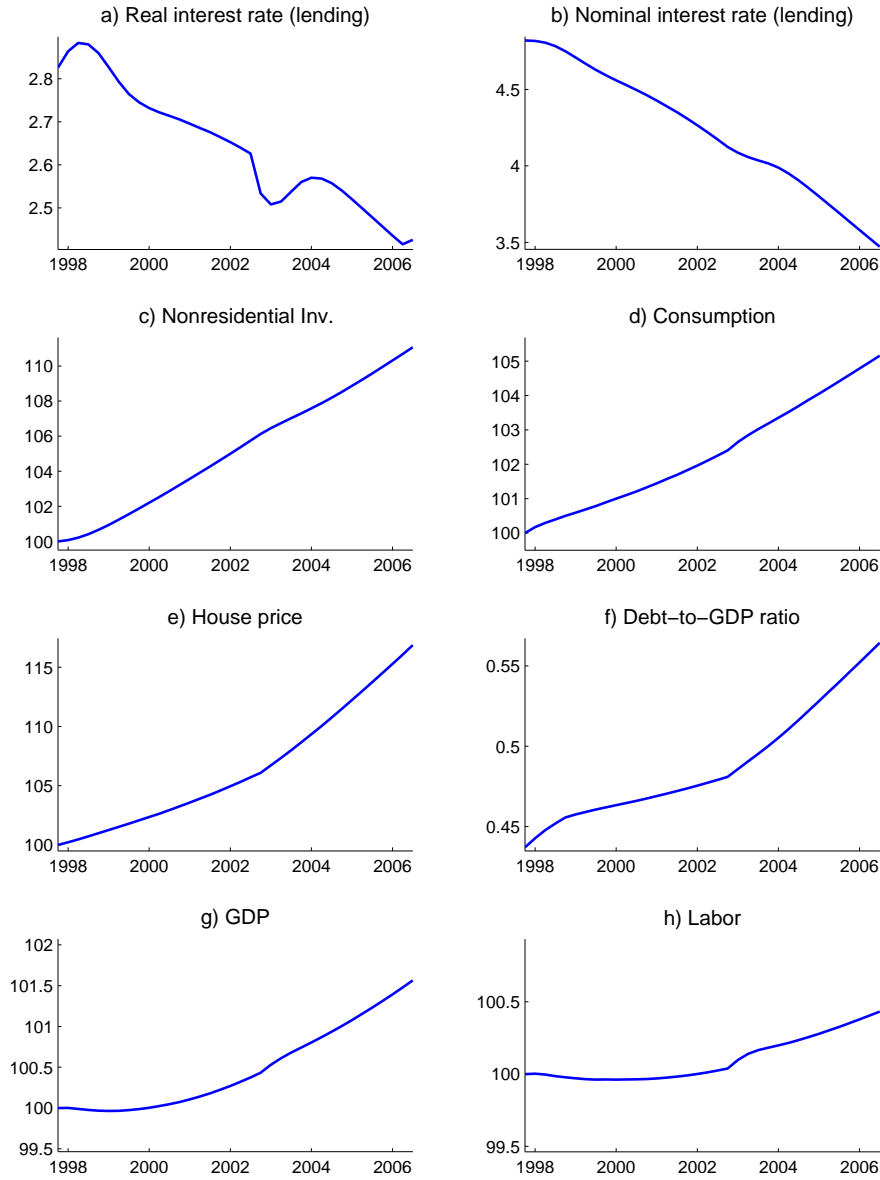 a) Real interest rate (lending)
2.8
2.7
2.6
2.5
1998 2000 2002 2004 2006
b) Nominal interest rate (lending)
4.5
4
3.5
1998 2000 2002 2004 2006
c) Nonresidential Inv.
110
108
106
104
102
100
1998 2000 2002 2004 2006
d) Consumption
105
104
103
102
101
100
1998 2000 2002 2004 2006
e) House price
115
110
105
100
1998 2000 2002 2004 2006
f) Debt−to−GDP ratio
0.55
0.5
0.45
1998 2000 2002 2004 2006
g) GDP
102
101.5
101
100.5
100
99.5
1998 2000 2002 2004 2006
h) Labor
100.5
100
99.5
1998 2000 2002 2004 2006